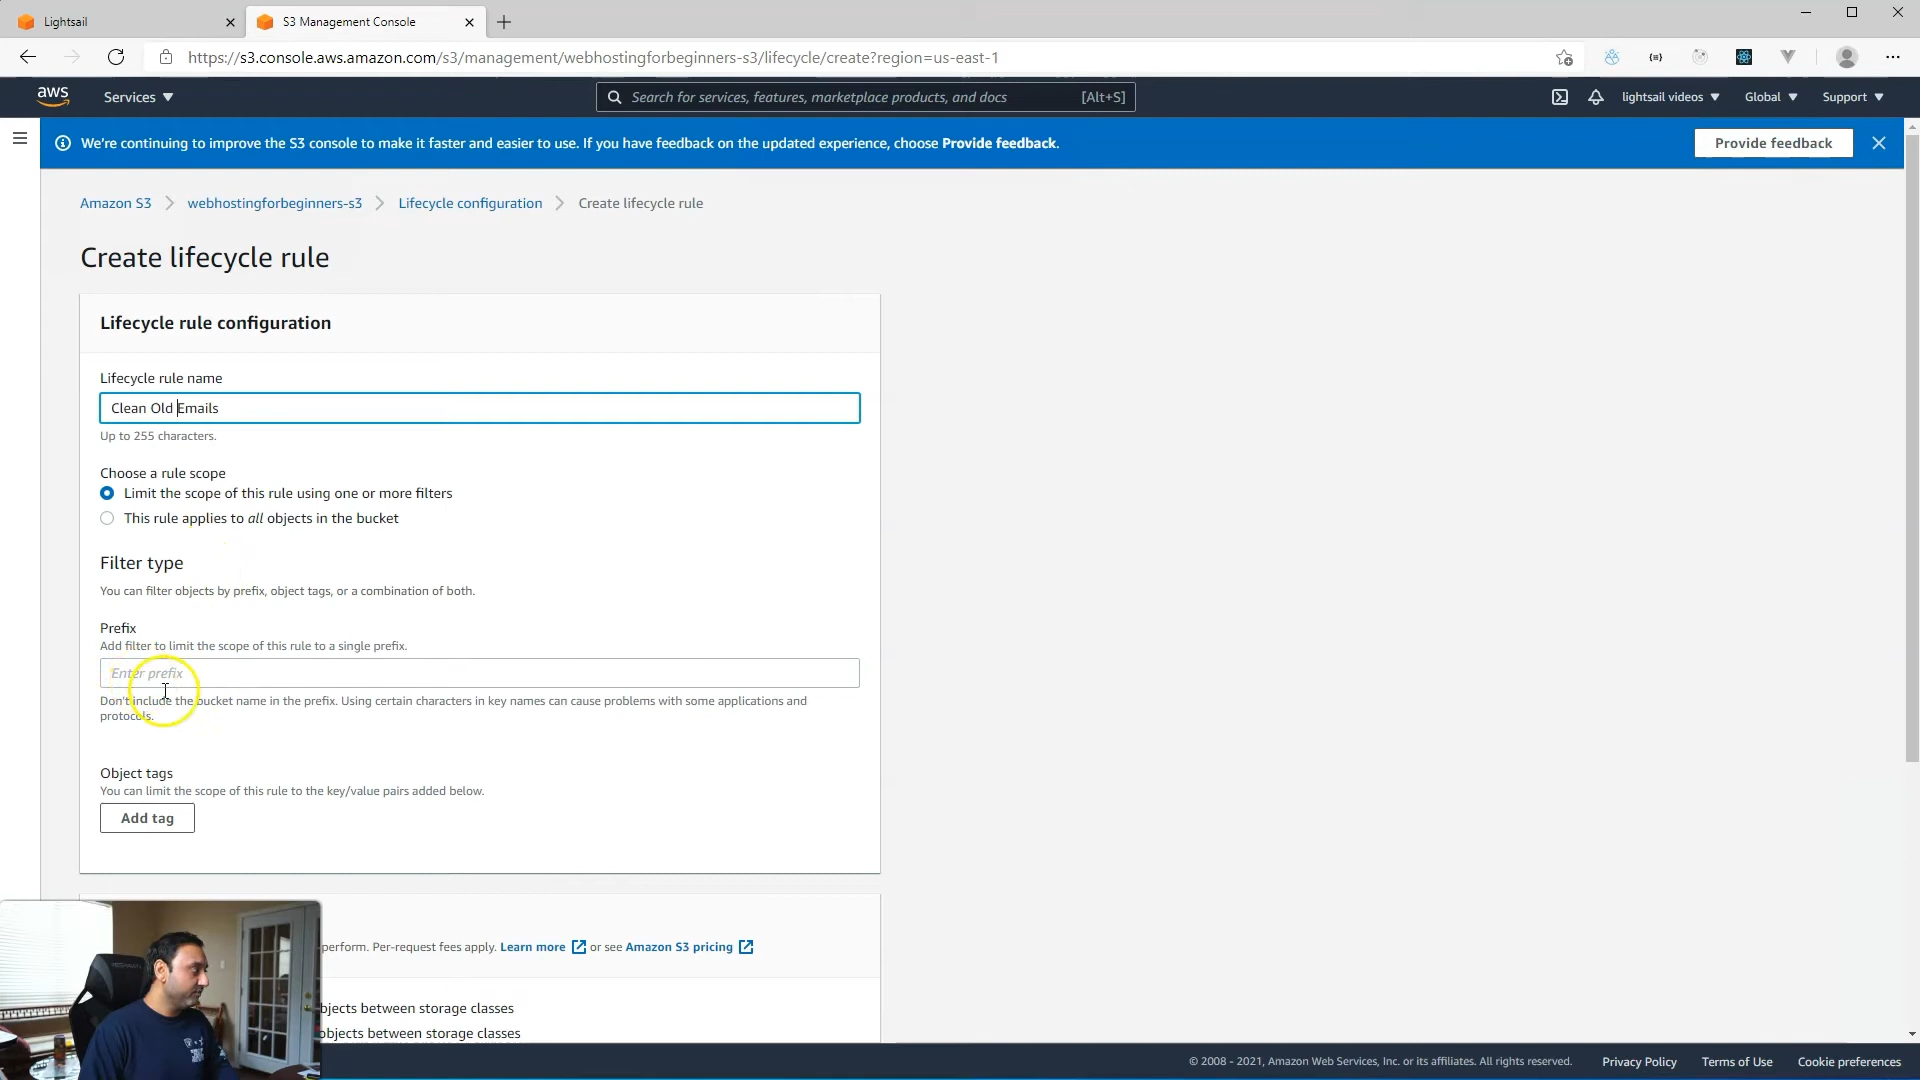 Lightsail
S3 Management Console
https://s3.console.aws.amazon.com/s3/management/webhostingforbeginners-s3/lifecycle/create?region=us-east-1
aws
Services
Search for services, features, marketplace products, and docs
[Alt+S]
lightsail videos
Global
Support
We're continuing to improve the S3 console to make it faster and easier to use. If you have feedback on the updated experience, choose Provide feedback.
Provide feedback
Amazon S3
webhostingforbeginners-s3
Lifecycle configuration
Create lifecycle rule
Create lifecycle rule
Lifecycle rule configuration
Lifecycle rule name
Clean Old Emails
Up to 255 characters.
Choose a rule scope
Limit the scope of this rule using one or more filters
This rule applies to all objects in the bucket
Filter type
You can filter objects by prefix, object tags, or a combination of both.
Prefix
Add filter to limit the scope of this rule to a single prefix.
Enter prefix
Don't include the bucket name in the prefix. Using certain characters in key names can cause problems with some applications and
protocols.
Object tags
You can limit the scope of this rule to the key/value pairs added below.
Add tag
perform. Per-request fees apply. Learn more or see Amazon S3 pricing
bjects between storage classes
objects between storage classes
© 2008 - 2021, Amazon Web Services, Inc. or its affiliates. All rights reserved.
Privacy Policy
Terms of Use
Cookie preferences